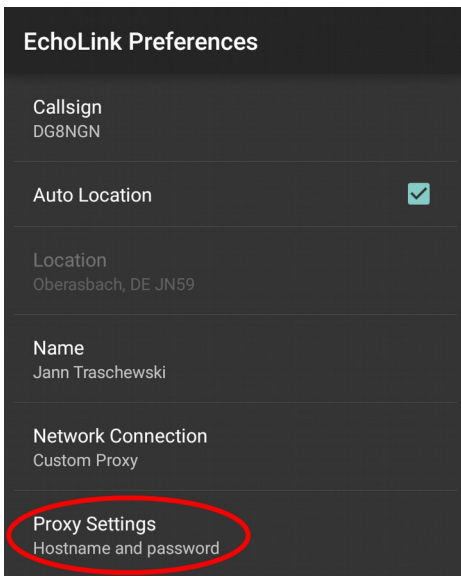 EchoLink Preferences
Callsign
DG8NGN
Auto Location
Location
Oberasbach, DE JN59
Name
Jann Traschewski
Network Connection
Custom Proxy
Proxy Settings
Hostname and password